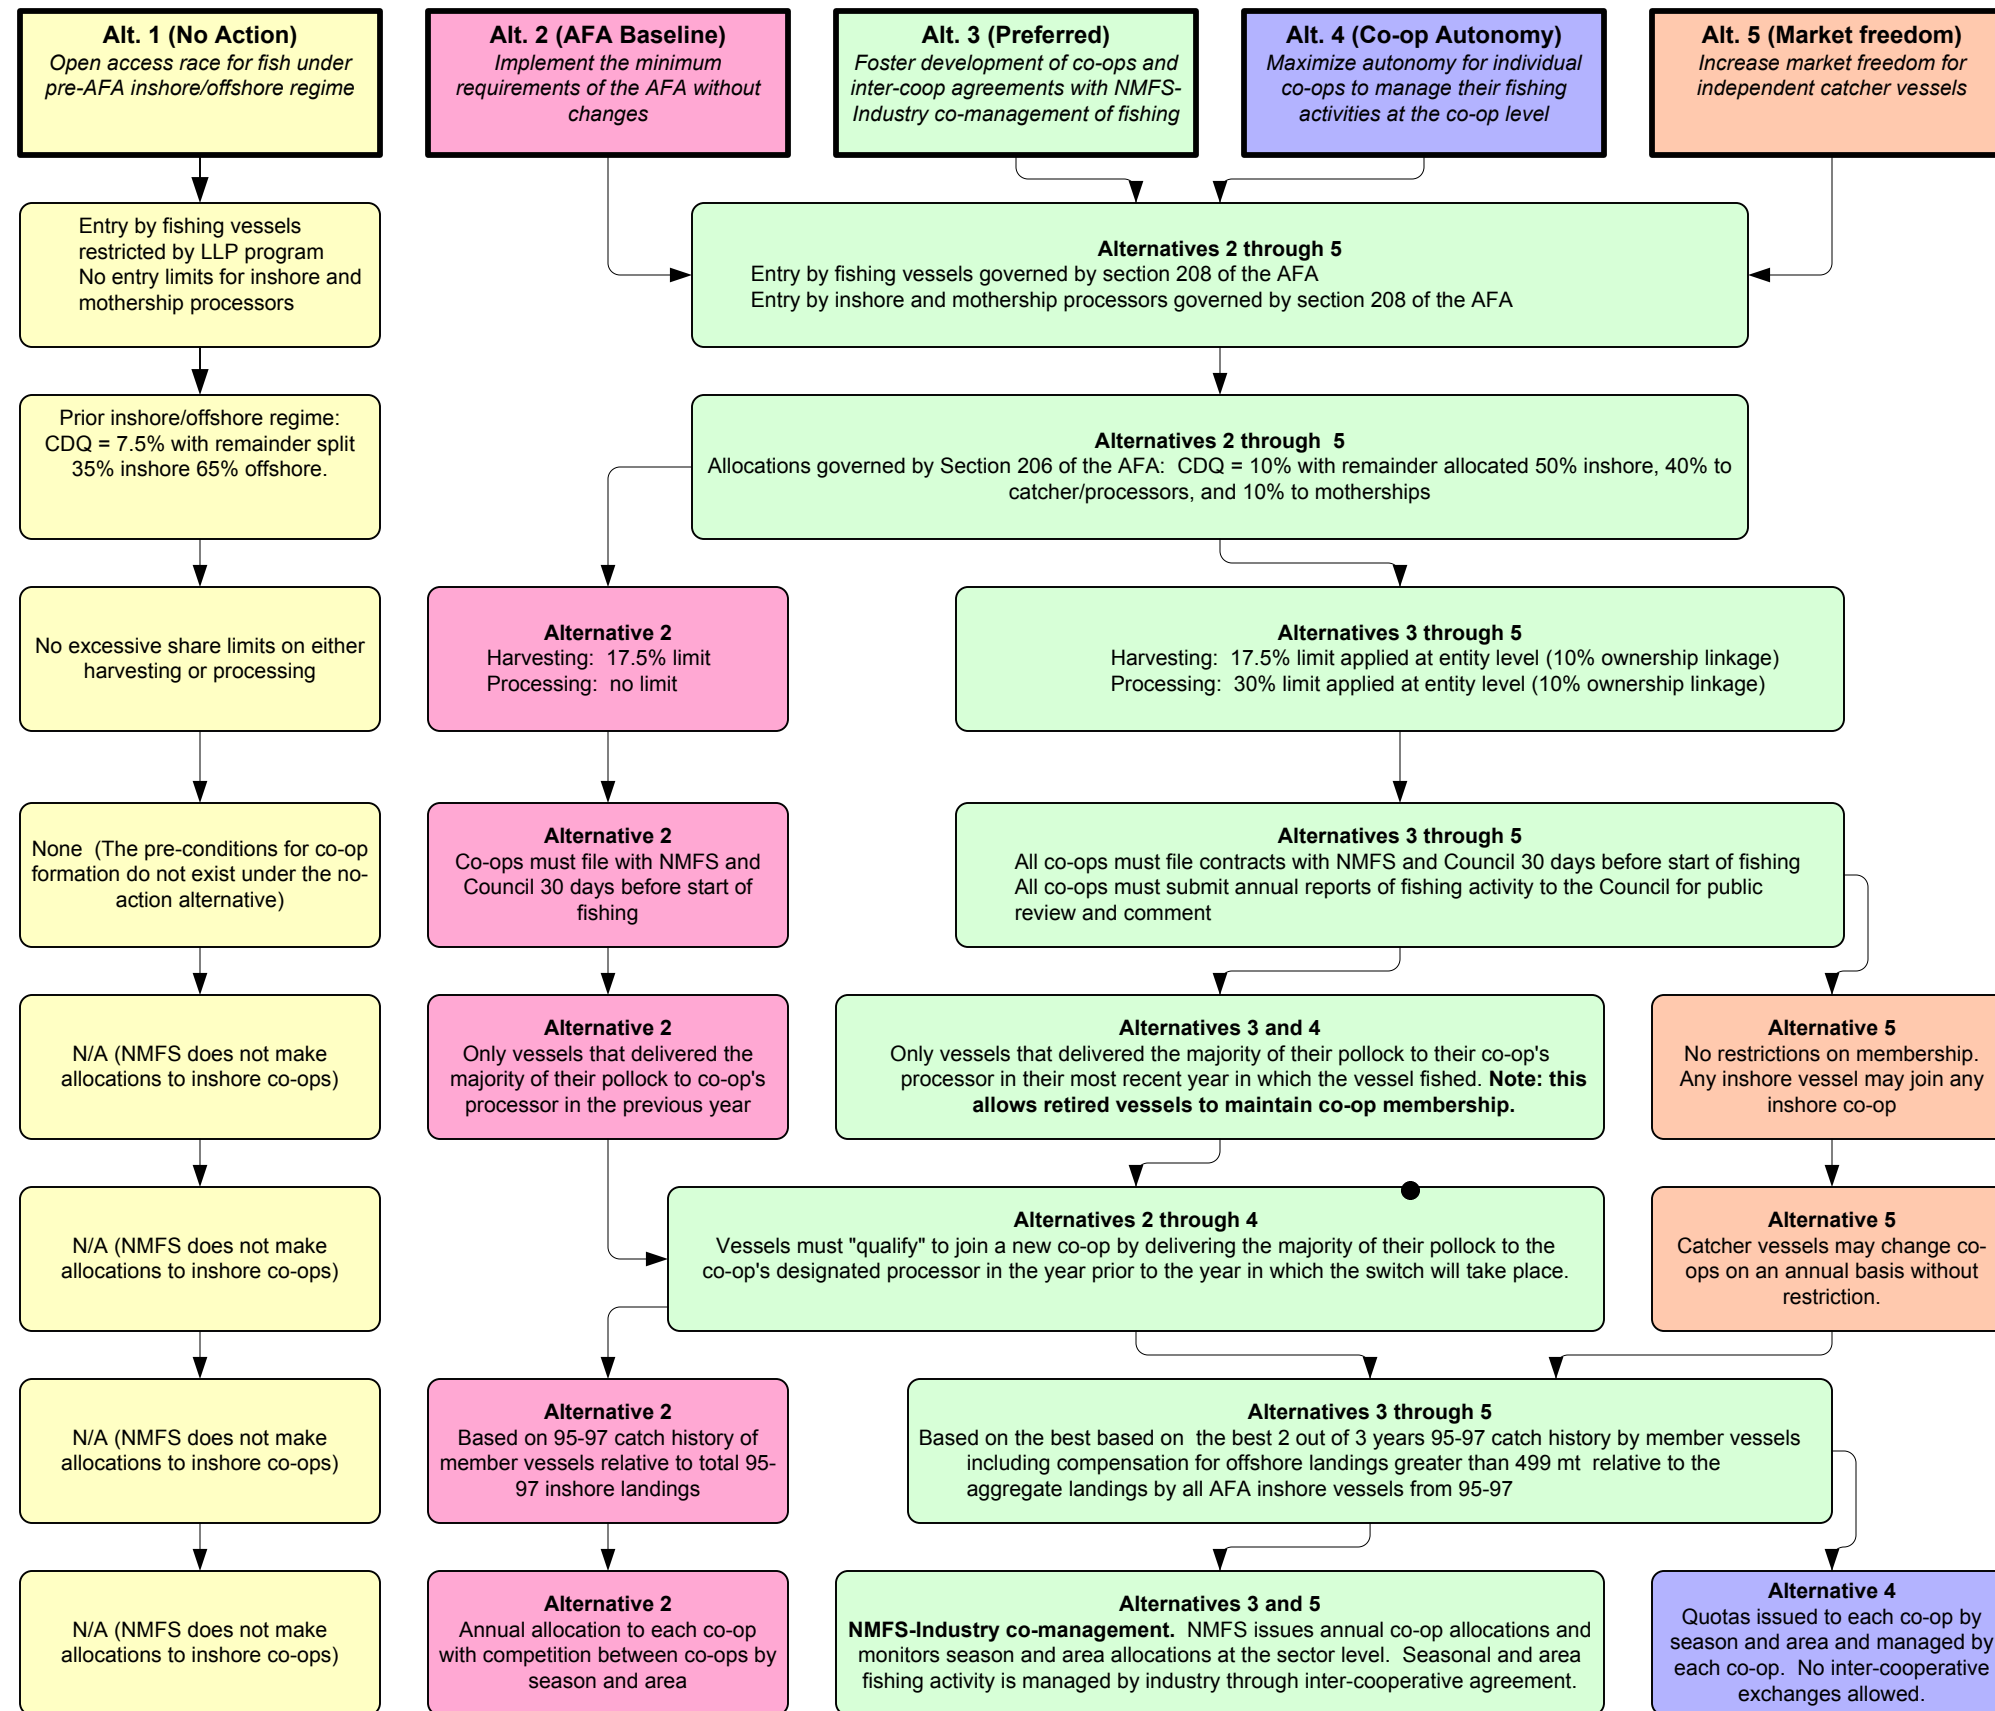 Alt. 1 (No Action)
Open access race for fish under
pre-AFA inshore/offshore regime
Alt. 2 (AFA Baseline)
Implement the minimum
requirements of the AFA without
changes
Alt. 3 (Preferred)
Foster development of co-ops and
inter-coop agreements with NMFS-
Industry co-management of fishing
Alt. 4 (Co-op Autonomy)
Maximize autonomy for individual
co-ops to manage their fishing
activities at the co-op level
Alt. 5 (Market freedom)
Increase market freedom for
independent catcher vessels
Entry by fishing vessels
restricted by LLP program
No entry limits for inshore and
mothership processors
Alternatives 2 through 5
Entry by fishing vessels governed by section 208 of the AFA
Entry by inshore and mothership processors governed by section 208 of the AFA
Prior inshore/offshore regime:
CDQ = 7.5% with remainder split
35% inshore 65% offshore.
Alternatives 2 through  5
Allocations governed by Section 206 of the AFA:  CDQ = 10% with remainder allocated 50% inshore, 40% to
catcher/processors, and 10% to motherships
No excessive share limits on either
harvesting or processing
Alternative 2
Harvesting:  17.5% limit
Processing:  no limit
Alternatives 3 through 5
Harvesting:  17.5% limit applied at entity level (10% ownership linkage)
Processing:  30% limit applied at entity level (10% ownership linkage)
None  (The pre-conditions for co-op
formation do not exist under the no-
action alternative)
Alternative 2
Co-ops must file with NMFS and
Council 30 days before start of
fishing
Alternatives 3 through 5
All co-ops must file contracts with NMFS and Council 30 days before start of fishing
All co-ops must submit annual reports of fishing activity to the Council for public
review and comment
N/A (NMFS does not make
allocations to inshore co-ops)
Alternative 2
Only vessels that delivered the
majority of their pollock to co-op's
processor in the previous year
Alternatives 3 and 4
Only vessels that delivered the majority of their pollock to their co-op's
processor in their most recent year in which the vessel fished. Note: this
allows retired vessels to maintain co-op membership.
Alternative 5
No restrictions on membership.
Any inshore vessel may join any
inshore co-op
N/A (NMFS does not make
allocations to inshore co-ops)
Alternatives 2 through 4
Vessels must "qualify" to join a new co-op by delivering the majority of their pollock to the
co-op's designated processor in the year prior to the year in which the switch will take place.
Alternative 5
Catcher vessels may change co-
ops on an annual basis without
restriction.
N/A (NMFS does not make
allocations to inshore co-ops)
Alternative 2
Based on 95-97 catch history of
member vessels relative to total 95-
97 inshore landings
Alternatives 3 through 5
Based on the best based on  the best 2 out of 3 years 95-97 catch history by member vessels
including compensation for offshore landings greater than 499 mt  relative to the
aggregate landings by all AFA inshore vessels from 95-97
N/A (NMFS does not make
allocations to inshore co-ops)
Alternative 2
Annual allocation to each co-op
with competition between co-ops by
season and area
Alternatives 3 and 5
NMFS-Industry co-management.  NMFS issues annual co-op allocations and
monitors season and area allocations at the sector level.  Seasonal and area
fishing activity is managed by industry through inter-cooperative agreement.
Alternative 4
Quotas issued to each co-op by
season and area and managed by
each co-op.  No inter-cooperative
exchanges allowed.